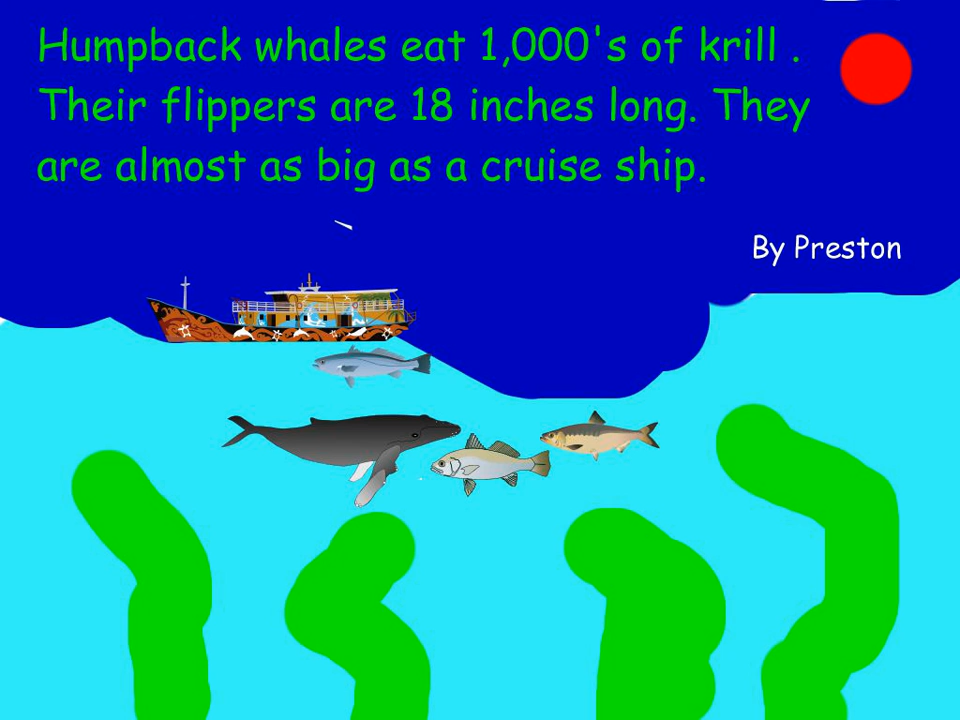 Humpback whales eat 1,000's of krill .
Their flippers are 18 inches long. They
are almost as big as a cruise ship.
By Preston